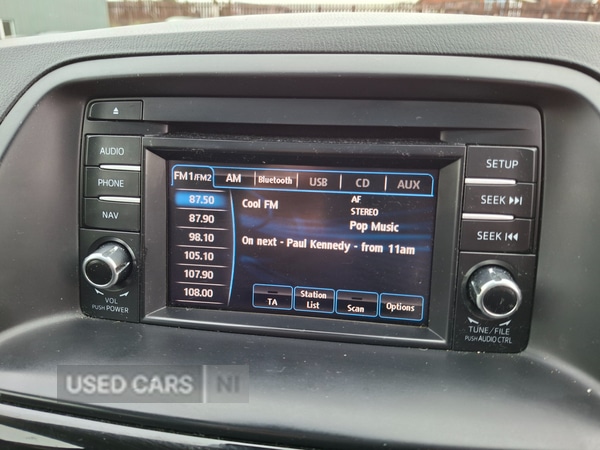 AUDIO
PHONE
NAV
VOL
PUSH POWER
FM1/FM2 AM Bluetooth USB CD AUX
87.50
87.90
98.10
105.10
107.90
108.00
Cool FM
AF
STEREO
Pop Music
On next - Paul Kennedy - from 11am
TA
Station List
Scan
Options
SETUP
SEEK
SEEK
TUNE/FILE
PUSH AUDIO CTRL
USED CARS NI